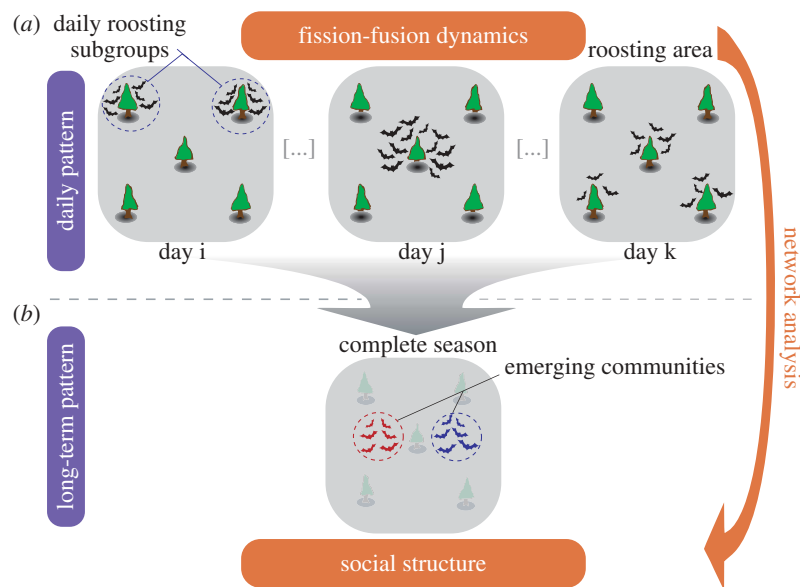 (a)
daily roosting
subgroups
fission-fusion dynamics
roosting area
daily pattern
[...]
[...]
day i
day j
day k
network analysis
(b)
complete season
emerging communities
long-term pattern
social structure